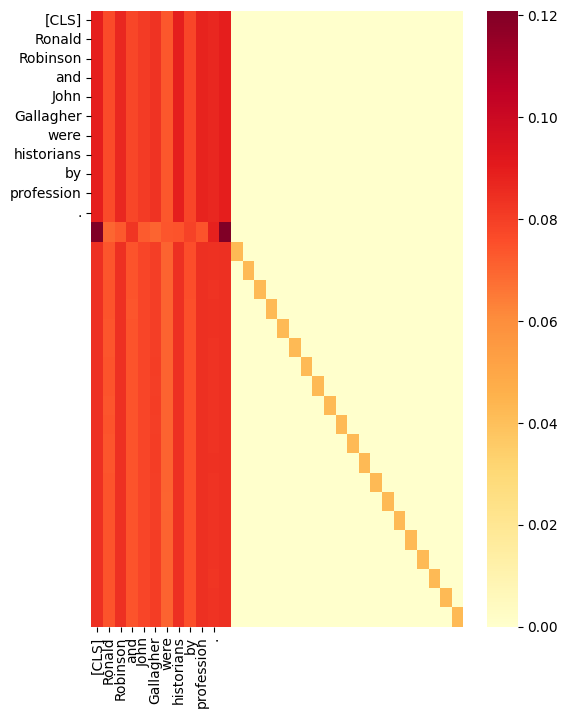 [CLS]
Ronald
Robinson
and
John
Gallagher
were
historians
by
profession
.
0.12
0.10
0.08
0.06
0.04
0.02
0.00
[CLS]
Ronald
Robinson
and
John
Gallagher
were
historians
by
profession
.